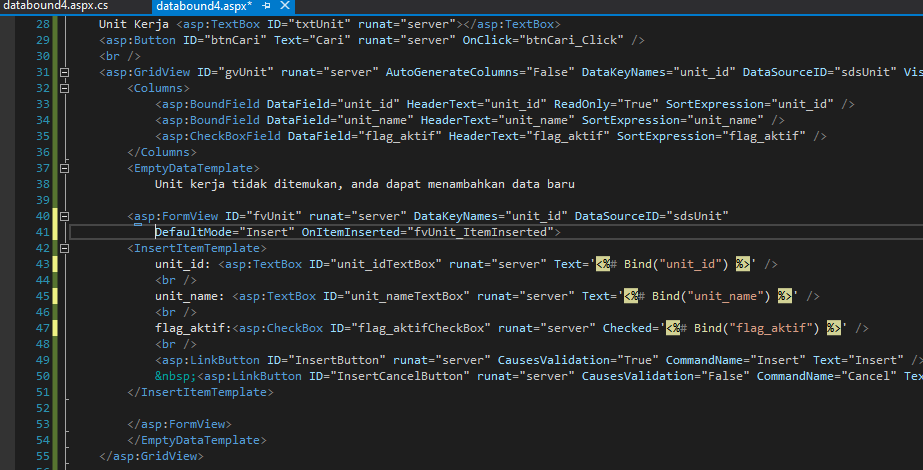 databound4.aspx.cs databound4.aspx*
28 Unit Kerja <asp:TextBox ID="txtUnit" runat="server"></asp:TextBox>
29 <asp:Button ID="btnCari" Text="Cari" runat="server" OnClick="btnCari_Click" />
30 <br />
31 <asp:GridView ID="gvUnit" runat="server" AutoGenerateColumns="False" DataKeyNames="unit_id" DataSourceID="sdsUnit" Vis
32 <Columns>
33 <asp:BoundField DataField="unit_id" HeaderText="unit_id" ReadOnly="True" SortExpression="unit_id" />
34 <asp:BoundField DataField="unit_name" HeaderText="unit_name" SortExpression="unit_name" />
35 <asp:CheckBoxField DataField="flag_aktif" HeaderText="flag_aktif" SortExpression="flag_aktif" />
36 </Columns>
37 <EmptyDataTemplate>
38 Unit kerja tidak ditemukan, anda dapat menambahkan data baru
39
40 <asp:FormView ID="fvUnit" runat="server" DataKeyNames="unit_id" DataSourceID="sdsUnit"
41 DefaultMode="Insert" OnItemInserted="fvUnit_ItemInserted">
42 <InsertItemTemplate>
43 unit_id: <asp:TextBox ID="unit_idTextBox" runat="server" Text='<%# Bind("unit_id") %>' />
44 <br />
45 unit_name: <asp:TextBox ID="unit_nameTextBox" runat="server" Text='<%# Bind("unit_name") %>' />
46 <br />
47 flag_aktif:<asp:CheckBox ID="flag_aktifCheckBox" runat="server" Checked='<%# Bind("flag_aktif") %>' />
48 <br />
49 <asp:LinkButton ID="InsertButton" runat="server" CausesValidation="True" CommandName="Insert" Text="Insert" />
50 &nbsp;<asp:LinkButton ID="InsertCancelButton" runat="server" CausesValidation="False" CommandName="Cancel" Tex
51 </InsertItemTemplate>
52
53 </asp:FormView>
54 </EmptyDataTemplate>
55 </asp:GridView>